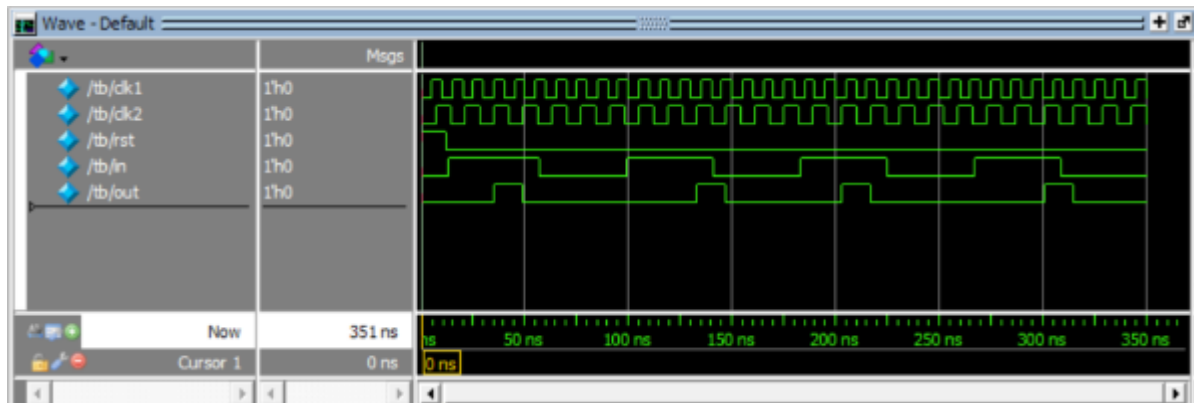 Wave - Default
Msgs
/tb/clk1 1'h0
/tb/clk2 1'h0
/tb/rst 1'h0
/tb/in 1'h0
/tb/out 1'h0
Now 351 ns
ns 50 ns 100 ns 150 ns 200 ns 250 ns 300 ns 350 ns
Cursor 1 0 ns
0 ns